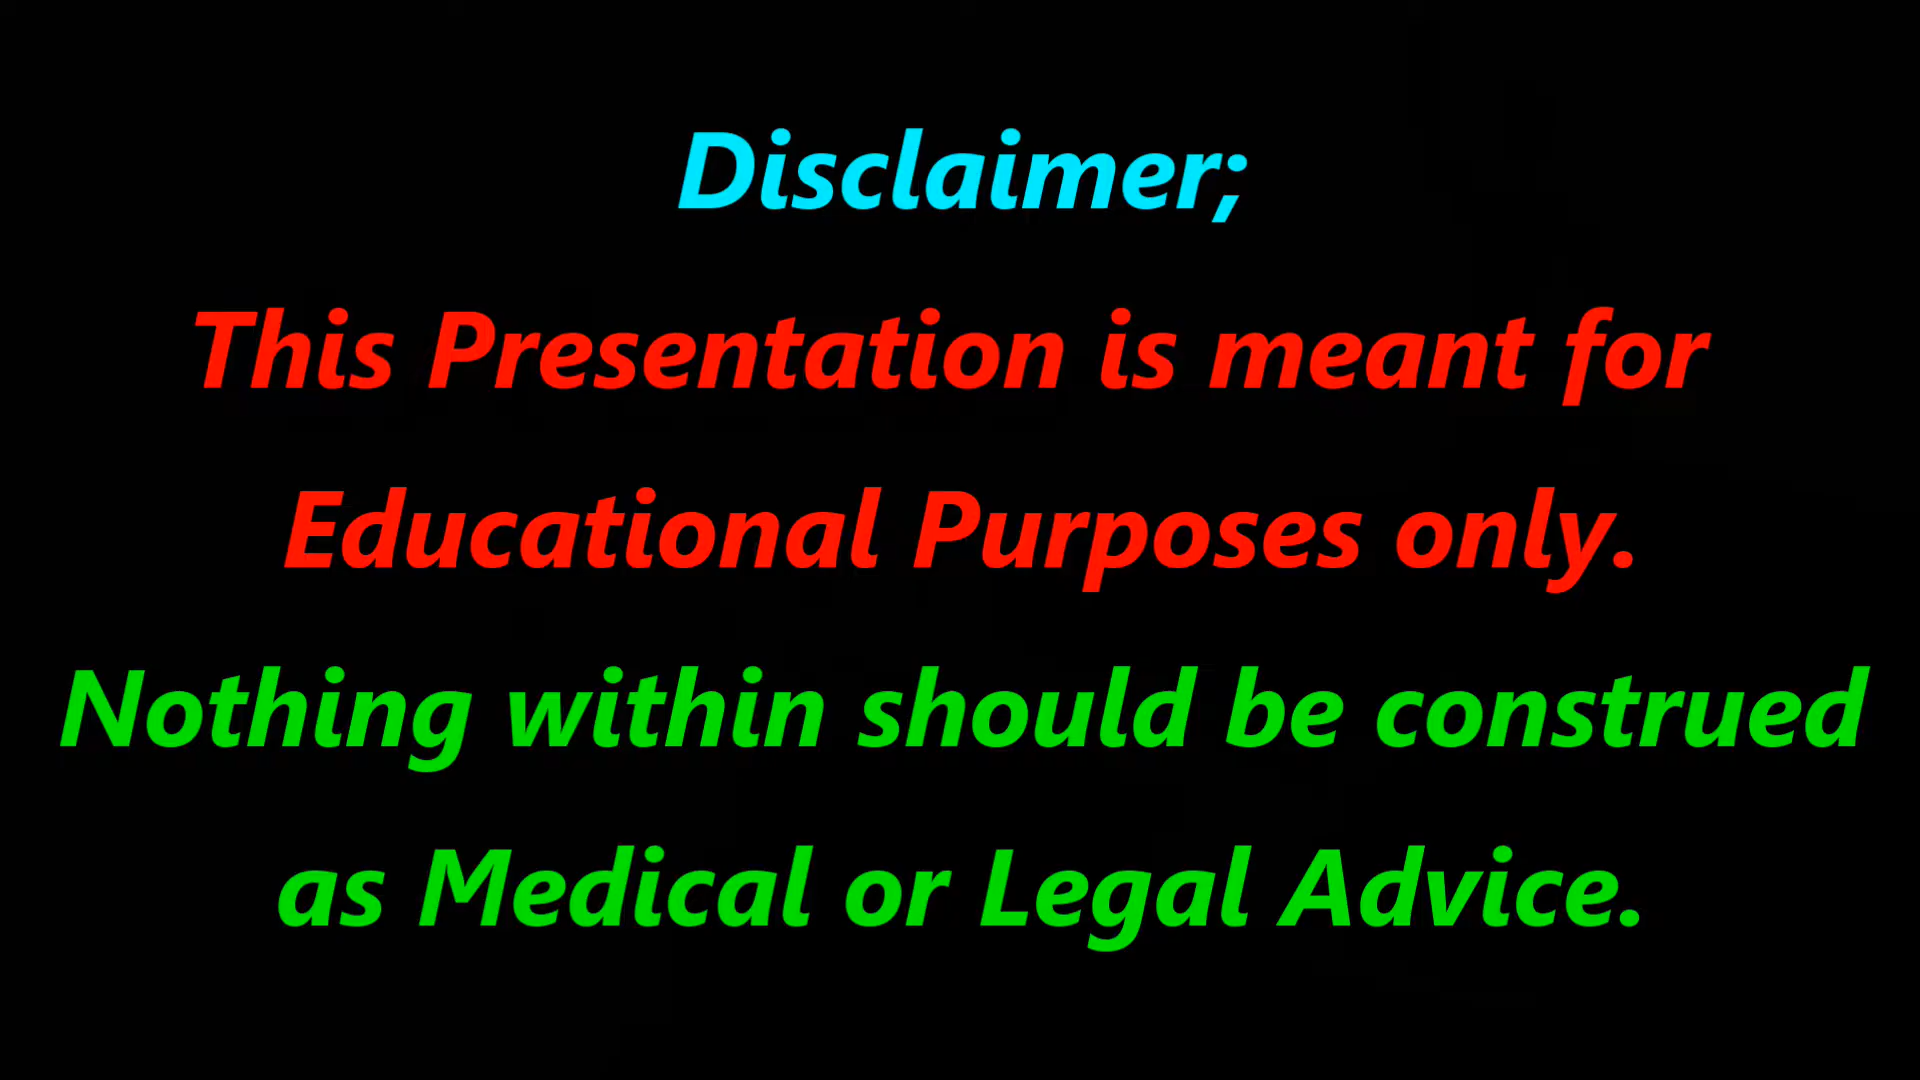 Disclaimer;
This Presentation is meant for
Educational Purposes only.
Nothing within should be construed
as Medical or Legal Advice.